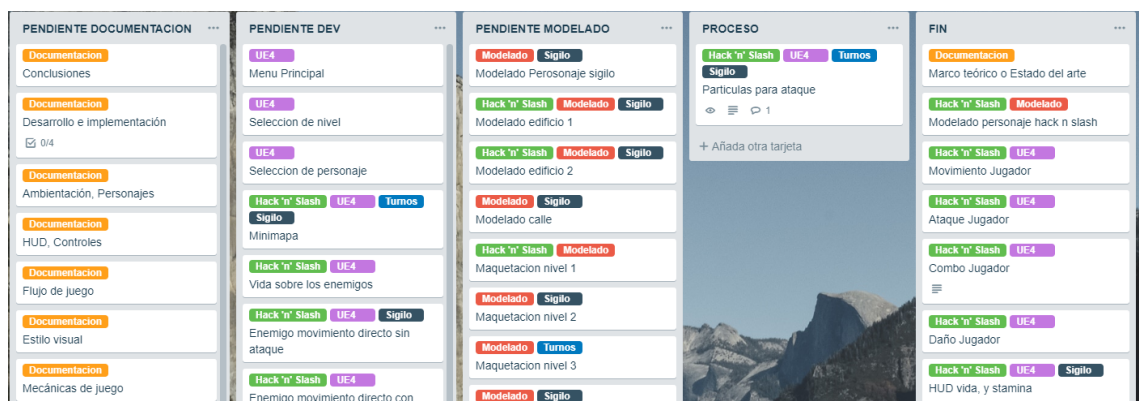 PENDIENTE DOCUMENTACION
Documentacion
Conclusiones
Documentacion
Desarrollo e implementación
0/4
Documentacion
Ambientación, Personajes
Documentacion
HUD, Controles
Documentacion
Flujo de juego
Documentacion
Estilo visual
Documentacion
Mecánicas de juego
PENDIENTE DEV
UE4
Menu Principal
UE4
Seleccion de nivel
UE4
Seleccion de personaje
Hack 'n' Slash UE4 Turnos
Sigilo
Minimapa
Hack 'n' Slash UE4
Vida sobre los enemigos
Hack 'n' Slash UE4 Sigilo
Enemigo movimiento directo sin
ataque
Hack 'n' Slash UE4
Enemigo movimiento directo con
PENDIENTE MODELADO
Modelado Sigilo
Modelado Perosonaje sigilo
Hack 'n' Slash Modelado Sigilo
Modelado edificio 1
Hack 'n' Slash Modelado Sigilo
Modelado edificio 2
Modelado Sigilo
Modelado calle
Hack 'n' Slash Modelado
Maquetacion nivel 1
Modelado Sigilo
Maquetacion nivel 2
Modelado Turnos
Maquetacion nivel 3
Modelado Sigilo
PROCESO
Hack 'n' Slash UE4 Turnos
Sigilo
Particulas para ataque
1
+ Añada otra tarjeta
FIN
Documentacion
Marco teórico o Estado del arte
Hack 'n' Slash Modelado
Modelado personaje hack n slash
Hack 'n' Slash UE4
Movimiento Jugador
Hack 'n' Slash UE4
Ataque Jugador
Hack 'n' Slash UE4
Combo Jugador
Hack 'n' Slash UE4
Daño Jugador
Hack 'n' Slash UE4 Sigilo
HUD vida, y stamina